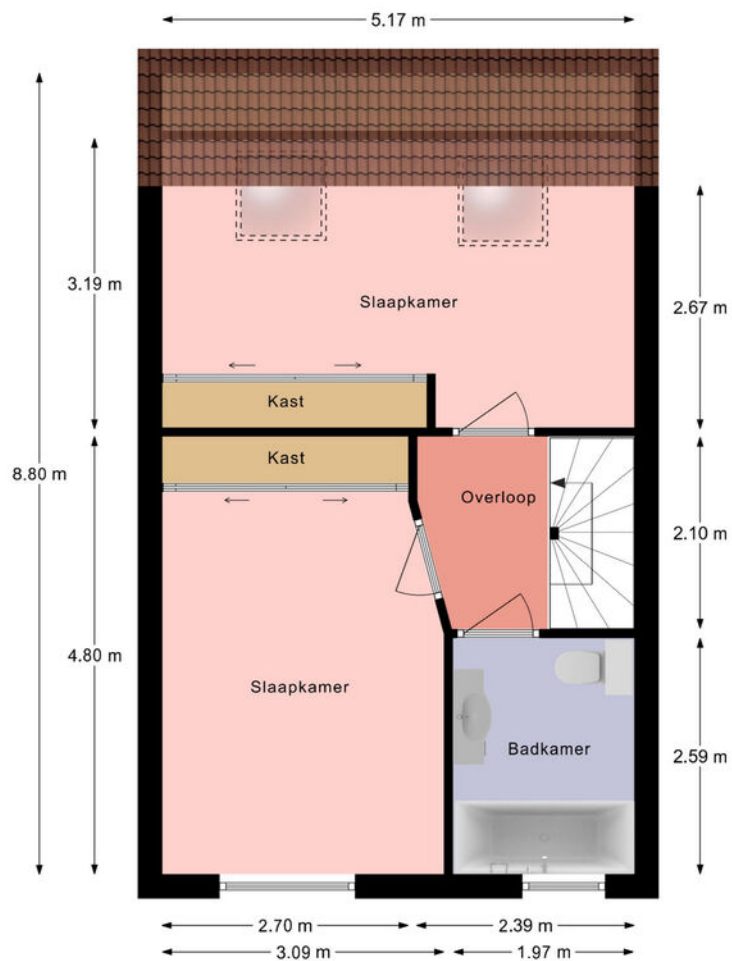 5.17 m
3.19 m
Slaapkamer
2.67 m
Kast
Kast
8.80 m
Overloop
2.10 m
4.80 m
Slaapkamer
Badkamer
2.59 m
2.70 m
2.39 m
3.09 m
1.97 m